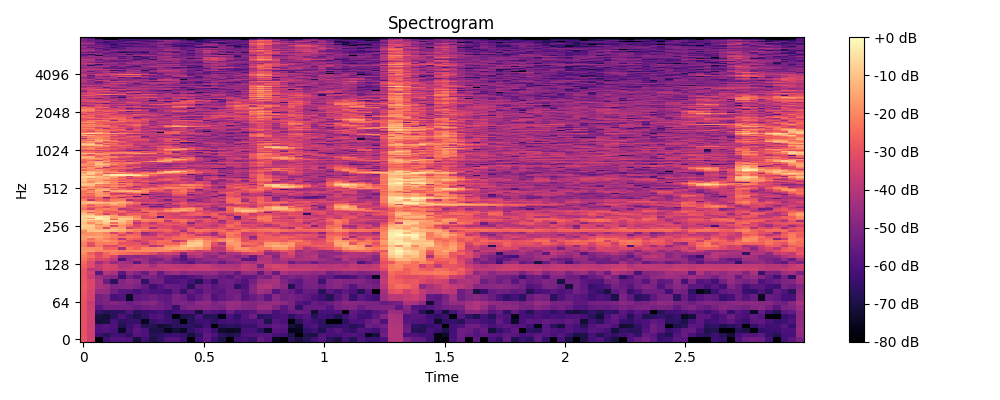 Spectrogram
Hz
4096
2048
1024
512
256
128
64
0
0
0.5
1
1.5
2
2.5
Time
+0 dB
-10 dB
-20 dB
-30 dB
-40 dB
-50 dB
-60 dB
-70 dB
-80 dB